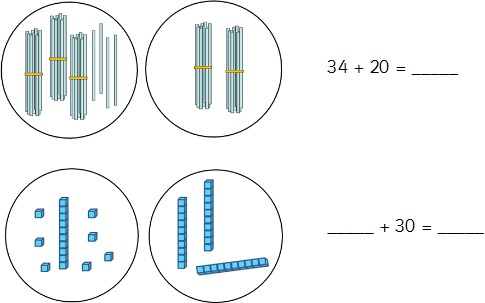 34 + 20 = _____
_____ + 30 = _____